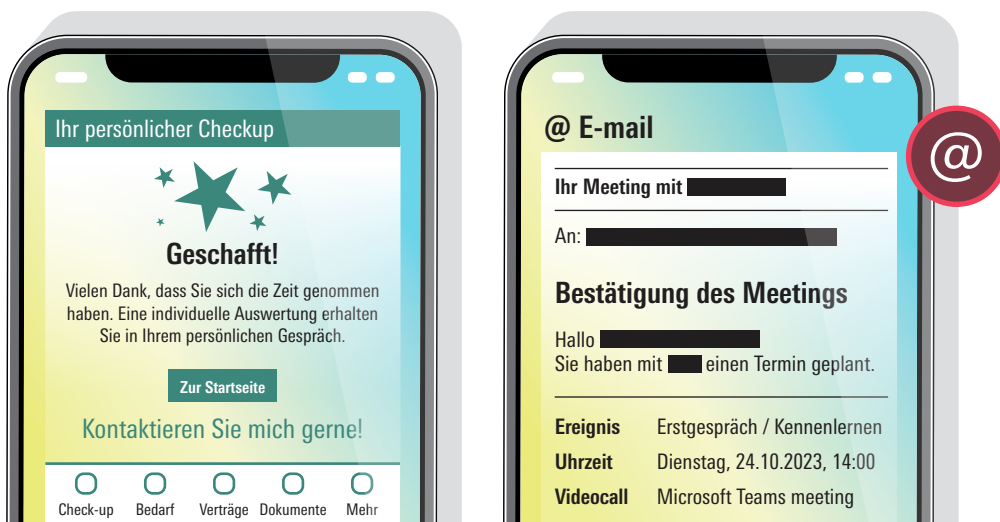 Ihr persönlicher Checkup
Geschafft!
Vielen Dank, dass Sie sich die Zeit genommen
haben. Eine individuelle Auswertung erhalten
Sie in Ihrem persönlichen Gespräch.
Zur Startseite
Kontaktieren Sie mich gerne!
Check-up Bedarf Verträge Dokumente Mehr
@ E-mail
@
Ihr Meeting mit
An:
Bestätigung des Meetings
Hallo
Sie haben mit einen Termin geplant.
Ereignis Erstgespräch / Kennenlernen
Uhrzeit Dienstag, 24.10.2023, 14:00
Videocall Microsoft Teams meeting